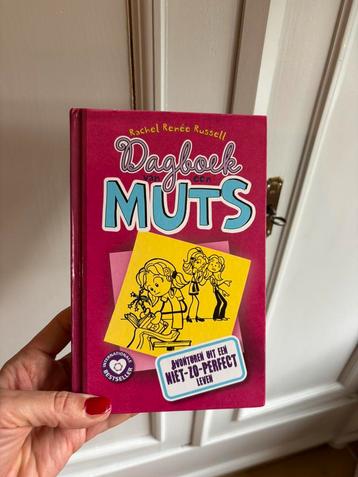 Rachel Renée Russell
Dagboek
van een
MUTS
AVONTUREN UIT EEN
NIET-ZO-PERFECT
LEVEN
INTERNATIONALE
BESTSELLER